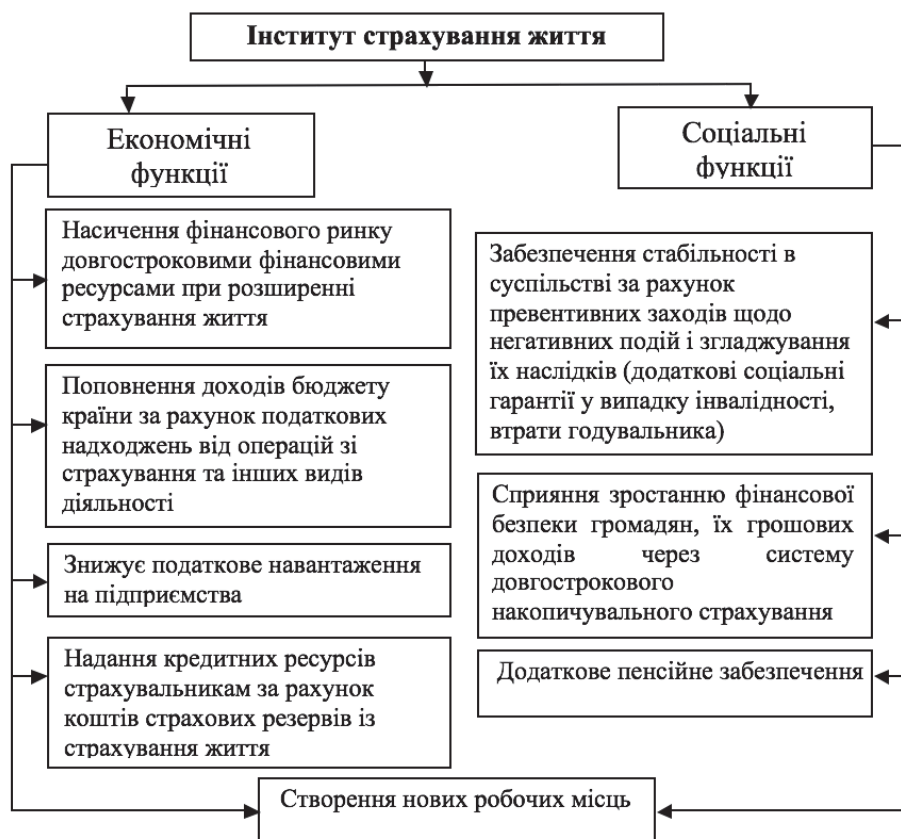 Інститут страхування життя
Економічні
функції
Соціальні
функції
Насичення фінансового ринку
довгостроковими фінансовими
ресурсами при розширенні
страхування життя
Поповнення доходів бюджету
країни за рахунок податкових
надходжень від операцій зі
страхування та інших видів
діяльності
Знижує податкове навантаження
на підприємства
Надання кредитних ресурсів
страхувальникам за рахунок
коштів страхових резервів із
страхування життя
Забезпечення стабільності в
суспільстві за рахунок
превентивних заходів щодо
негативних подій і згладжування
їх наслідків (додаткові соціальні
гарантії у випадку інвалідності,
втрати годувальника)
Сприяння зростанню фінансової
безпеки громадян, їх грошових
доходів через систему
довгострокового
накопичувального страхування
Додаткове пенсійне забезпечення
Створення нових робочих місць